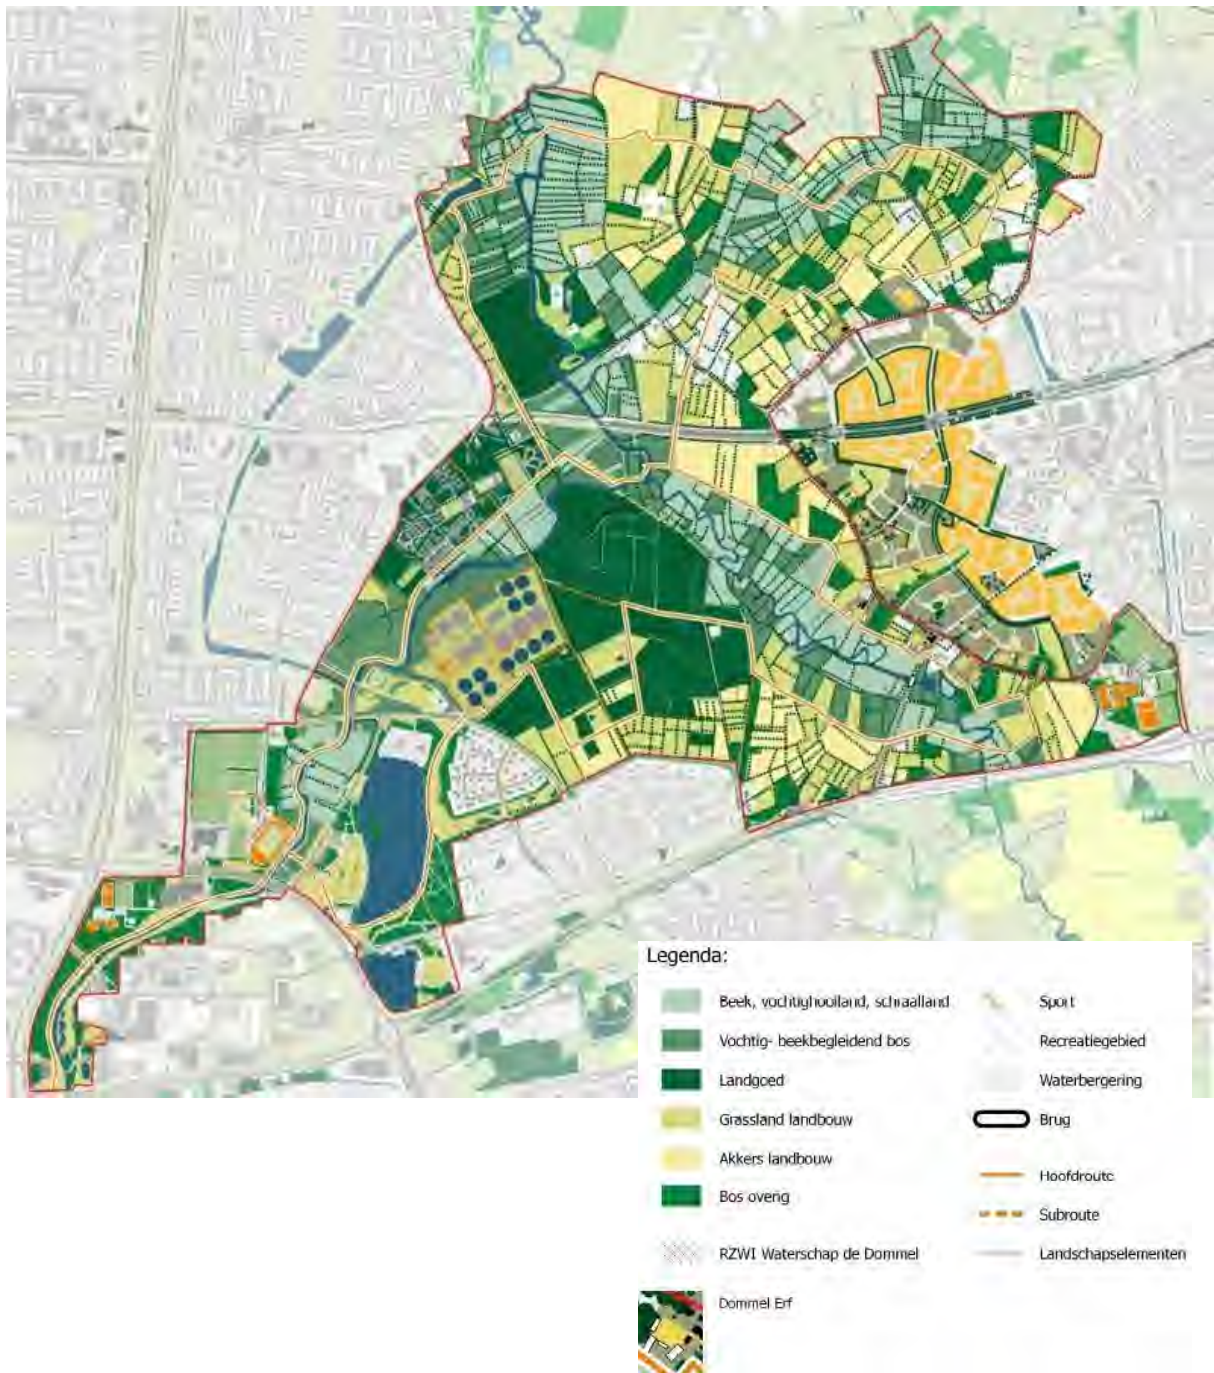 Legenda:
Beek, vochtighooiland, schraalland
Vochtig- beekbegleidend bos
Landgoed
Grassland landbouw
Akkers landbouw
Bos overig
RZWI Waterschap de Dommel
Dommel Erf
Sport
Recreatiegebied
Waterbergering
Brug
Hoofdroute
Subroute
Landschapselementen